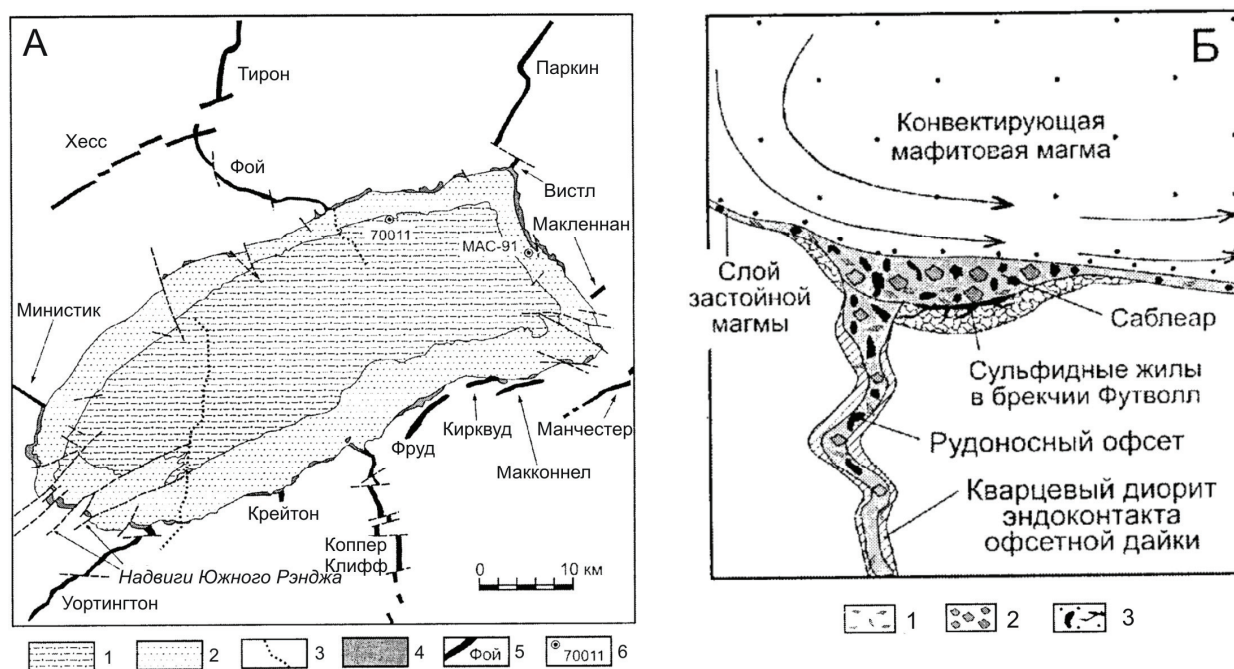 А
Тирон
Паркин
Хесс
Фой
Вистл
Макленнан
70011
МАС-91
Министик
Фруд
Кирквуд
Манчестер
Макконнел
Крейтон
Коппер
Клифф
0 10 км
Надвиги Южного Рэнджа
Уортингтон
1 2 3 4 Фой 5 70011 6
Б
Конвектирующая
мафитовая магма
Слой
застойной
магмы
Саблеар
Сульфидные жилы
в брекчии Футволл
Рудоносный офсет
Кварцевый диорит
эндоконтакта
офсетной дайки
1 2 3